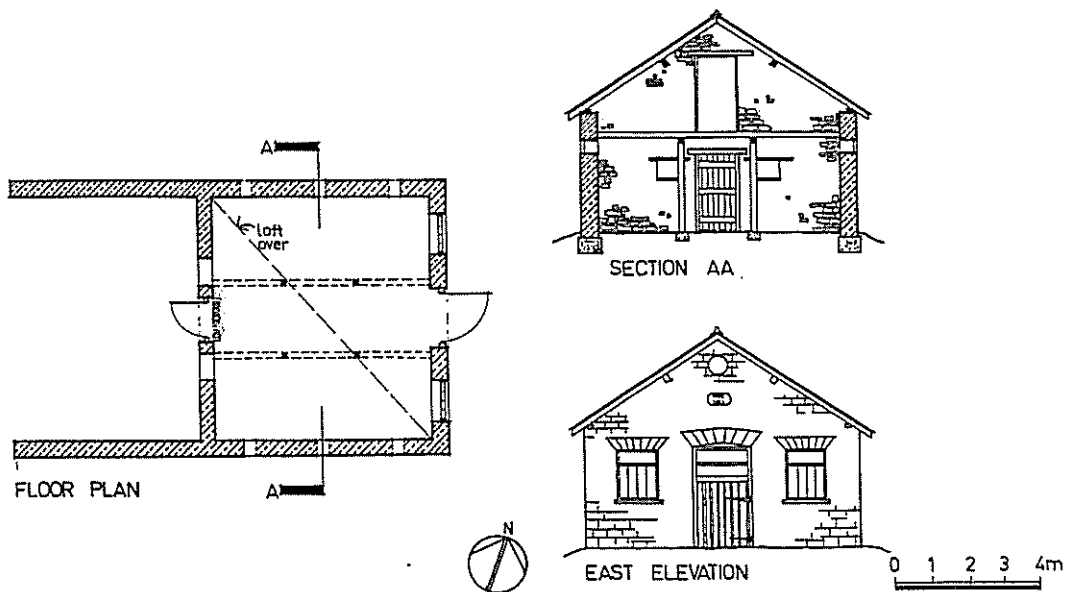 A
loft
over
A
FLOOR PLAN
SECTION AA
N
EAST ELEVATION
0 1 2 3 4m